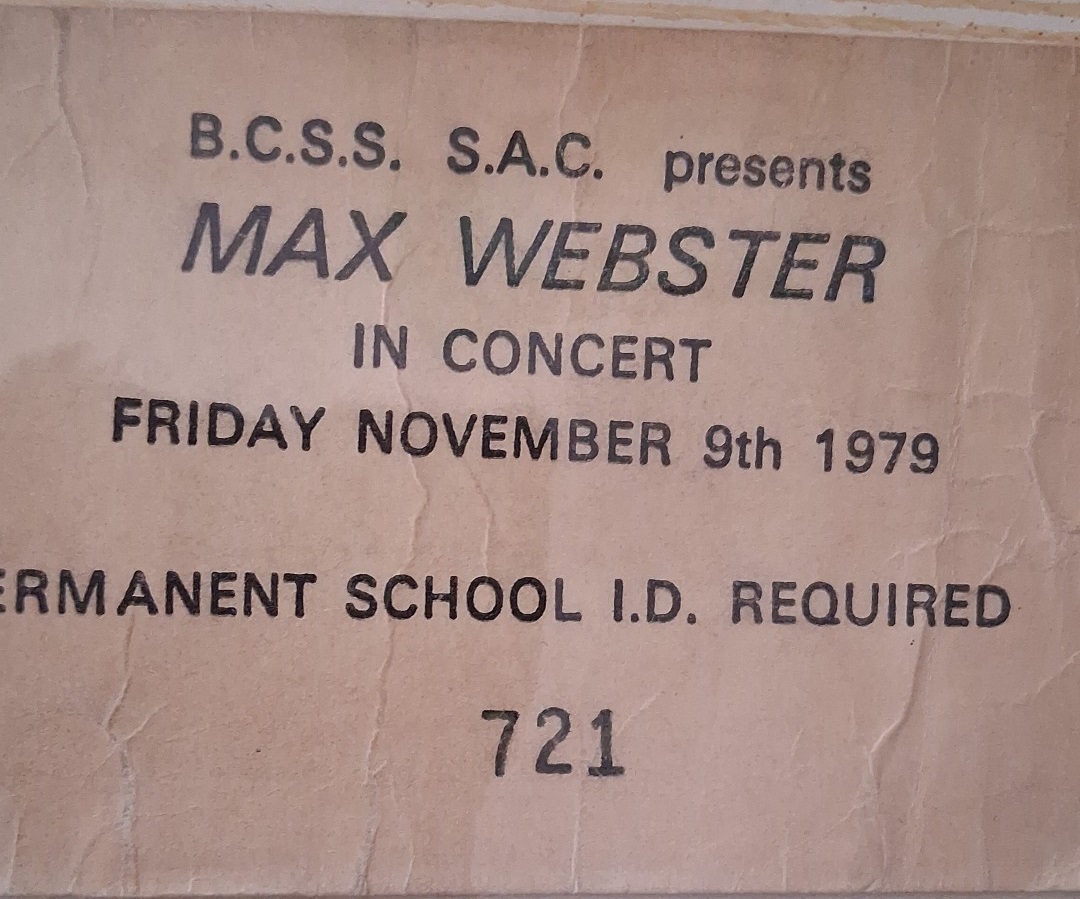 B.C.S.S. S.A.C. presents
MAX WEBSTER
IN CONCERT
FRIDAY NOVEMBER 9th 1979
ERMANENT SCHOOL I.D. REQUIRED
721